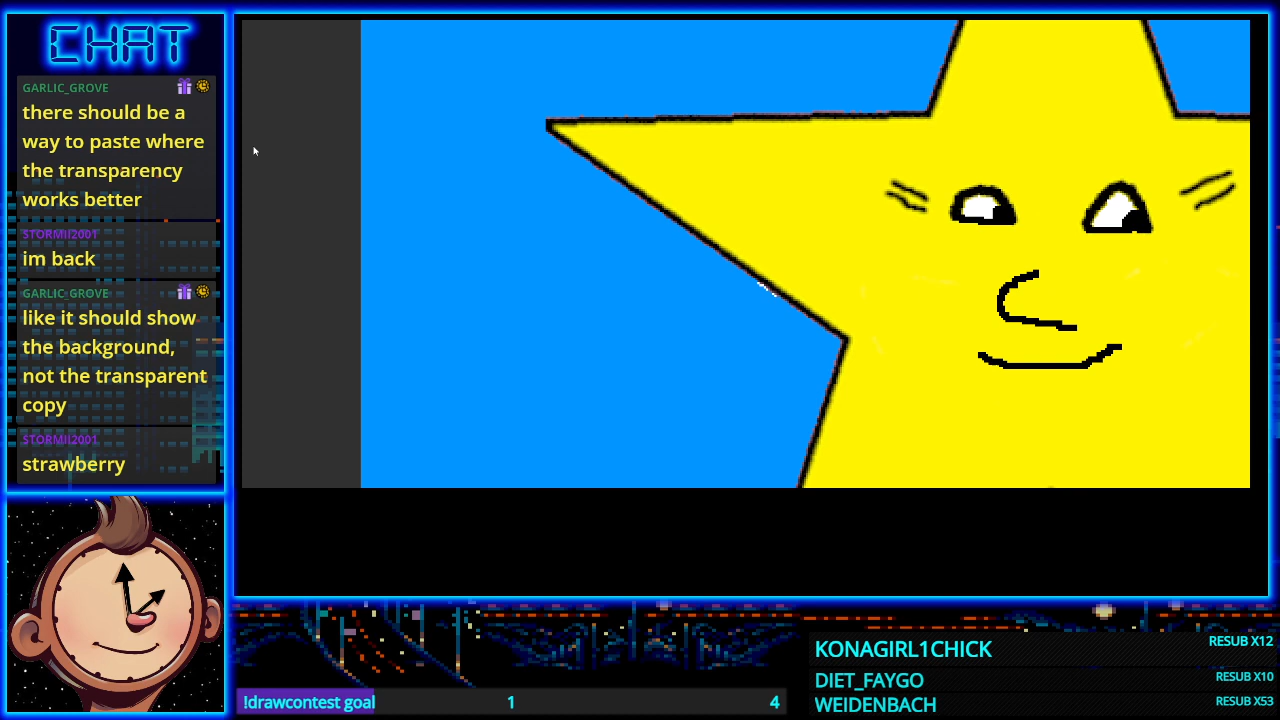 CHAT
GARLIC_GROVE
there should be a
way to paste where
the transparency
works better
STORMII2001
im back
GARLIC_GROVE
like it should show
the background,
not the transparent
copy
STORMII2001
strawberry
!drawcontest goal 1 4
KONAGIRL1CHICK RESUB X12
DIET_FAYGO RESUB X10
WEIDENBACH RESUB X53